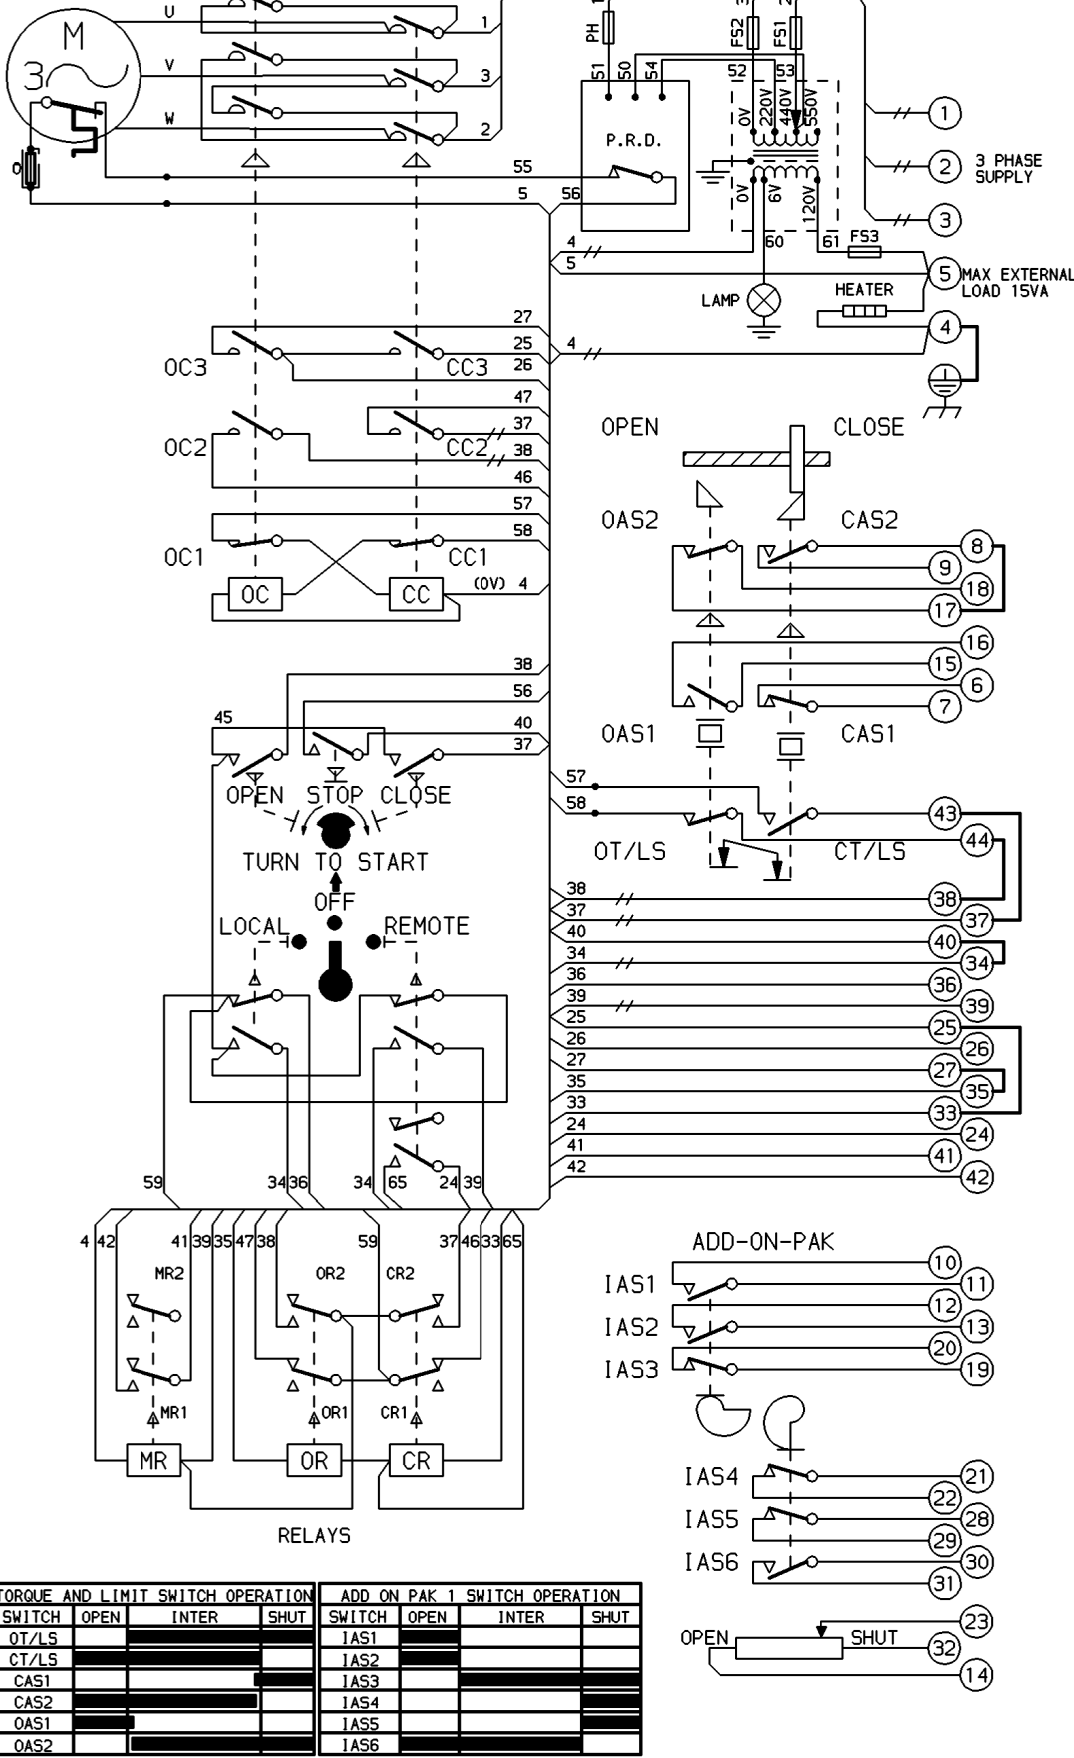 U
1
M
3
V
3
W
2
PH
FS2
FS1
51
50
54
52
53
0V
220V
440V
550V
P.R.D.
0V
6V
120V
1
2
3 PHASE
SUPPLY
3
55
5
56
4
5
60
61
FS3
5
MAX EXTERNAL
LOAD 15VA
LAMP
HEATER
4
4
27
25
26
OC3
CC3
47
37
38
46
OC2
CC2
57
58
OC1
CC1
OC
CC
(0V) 4
OPEN
CLOSE
OAS2
CAS2
8
9
18
17
16
15
6
7
OAS1
CAS1
38
56
45
40
37
OPEN
STOP
CLOSE
TURN TO START
OFF
LOCAL
REMOTE
57
58
43
44
OT/LS
CT/LS
38
38
37
37
40
40
34
34
36
36
39
39
25
25
26
26
27
27
35
35
33
33
24
24
41
41
42
42
59
34
36
34
65
24
39
4
42
41
39
35
47
38
59
37
46
33
65
MR2
OR2
CR2
MR1
OR1
CR1
MR
OR
CR
RELAYS
ADD-ON-PAK
IAS1
10
11
IAS2
12
13
IAS3
20
19
IAS4
21
22
IAS5
28
29
IAS6
30
31
OPEN
SHUT
23
32
14
TORQUE AND LIMIT SWITCH OPERATION
SWITCH OPEN INTER SHUT
OT/LS
CT/LS
CAS1
CAS2
OAS1
OAS2
ADD ON PAK 1 SWITCH OPERATION
SWITCH OPEN INTER SHUT
IAS1
IAS2
IAS3
IAS4
IAS5
IAS6